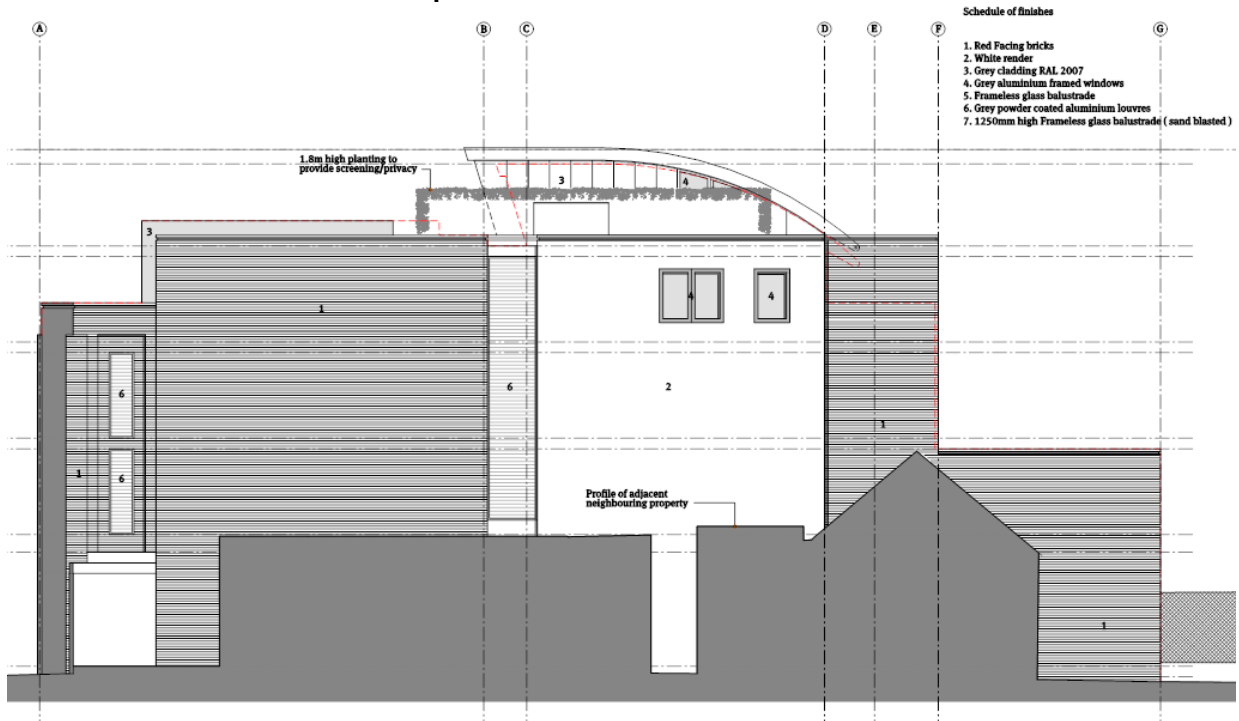 Schedule of finishes
A
B
C
D
E
F
G
1. Red Facing bricks
2. White render
3. Grey cladding RAL 2007
4. Grey aluminium framed windows
5. Frameless glass balustrade
6. Grey powder coated aluminium louvres
7. 1250mm high Frameless glass balustrade ( sand blasted )
1.8m high planting to
provide screening/privacy
3
4
3
4
4
1
6
2
6
1
1
6
Profile of adjacent
neighbouring property
1